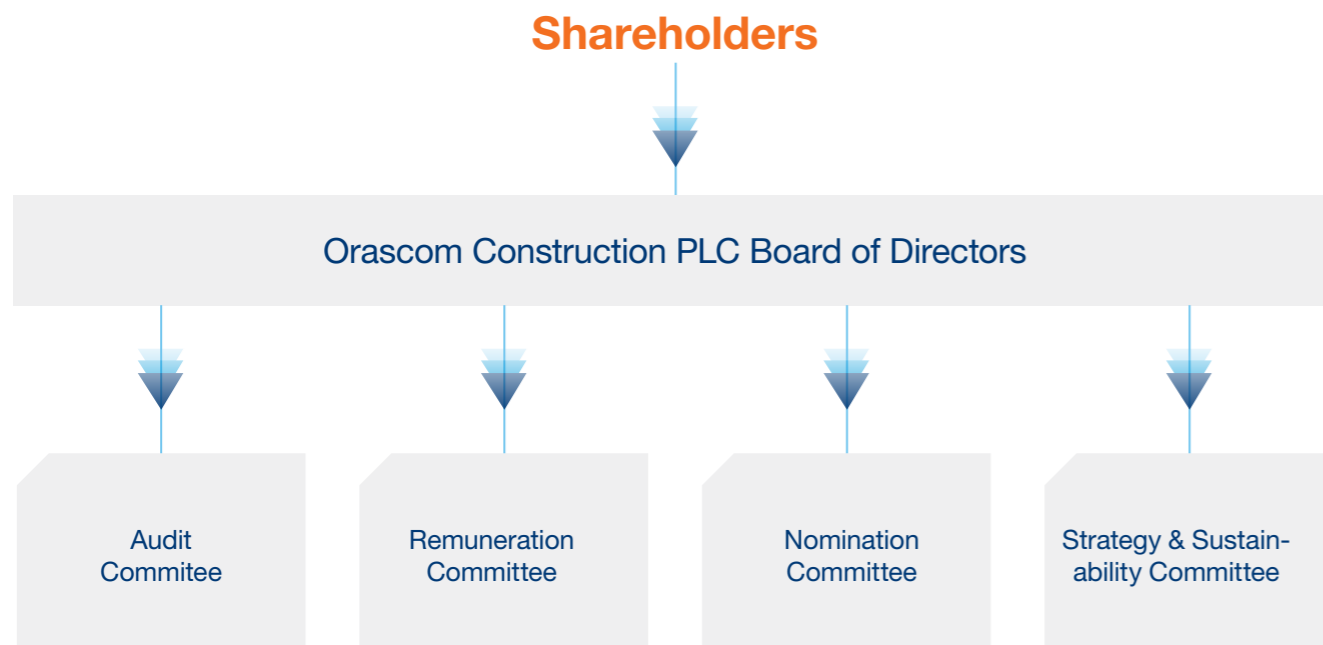 Shareholders
Orascom Construction PLC Board of Directors
Audit
Commitee
Remuneration
Committee
Nomination
Committee
Strategy & Sustain-
ability Committee